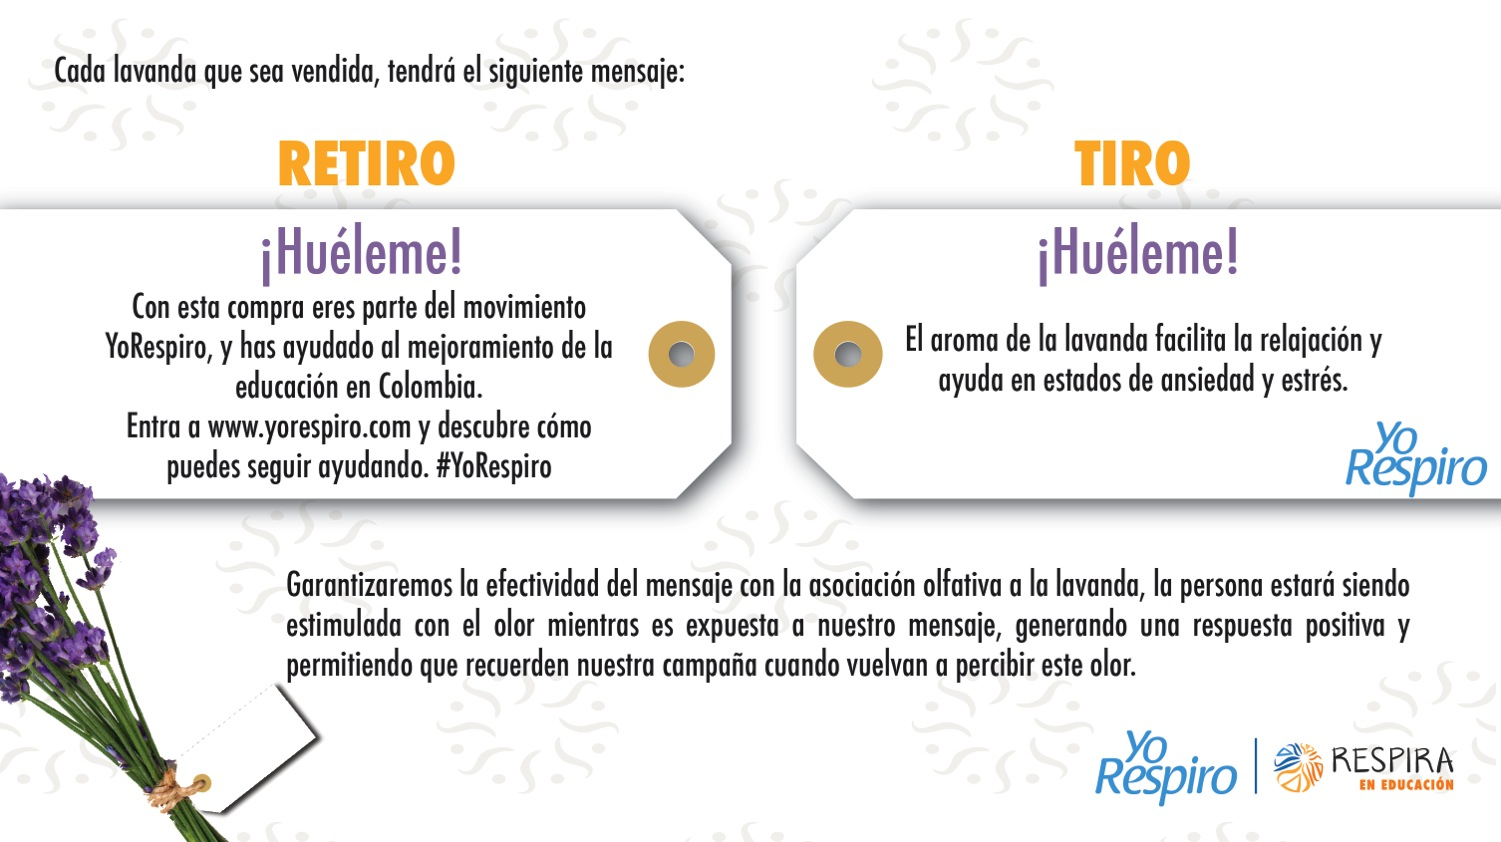 Cada lavanda que sea vendida, tendrá el siguiente mensaje:
RETIRO
¡Huéleme!
Con esta compra eres parte del movimiento
YoRespiro, y has ayudado al mejoramiento de la
educación en Colombia.
Entra a www.yorespiro.com y descubre cómo
puedes seguir ayudando. #YoRespiro
TIRO
¡Huéleme!
El aroma de la lavanda facilita la relajación y
ayuda en estados de ansiedad y estrés.
Yo
Respiro
Garantizaremos la efectividad del mensaje con la asociación olfativa a la lavanda, la persona estará siendo
estimulada con el olor mientras es expuesta a nuestro mensaje, generando una respuesta positiva y
permitiendo que recuerden nuestra campaña cuando vuelvan a percibir este olor.
Yo
Respiro
RESPIRA
EN EDUCACIÓN